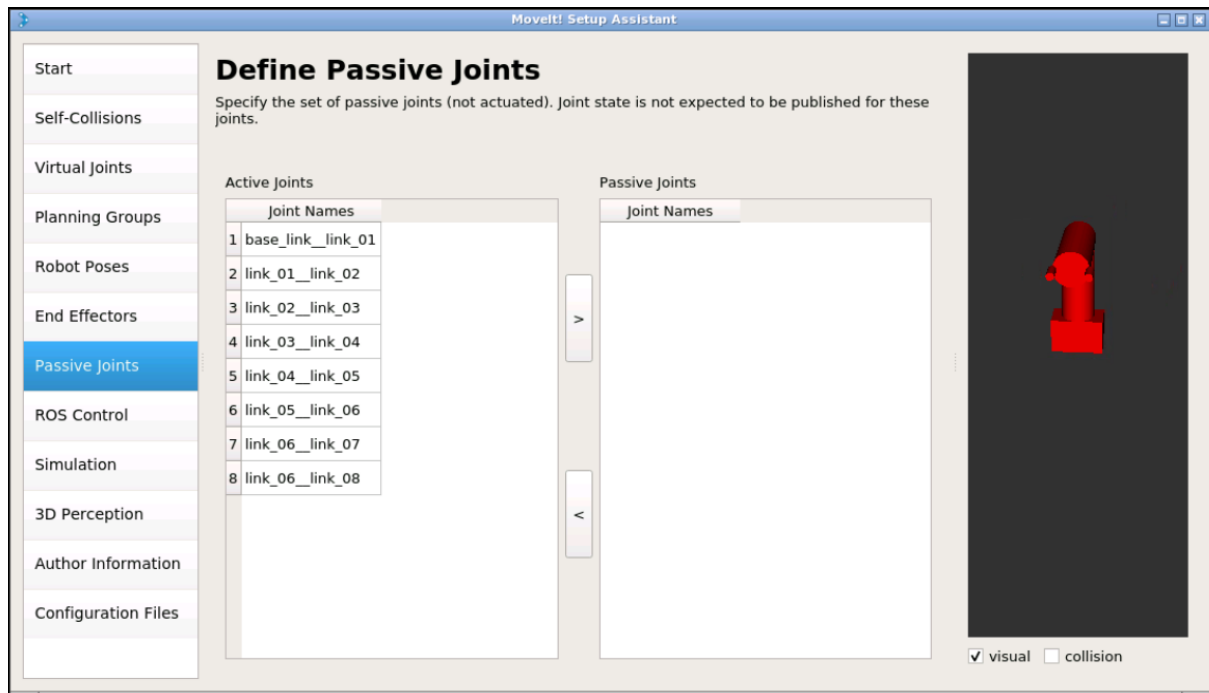 MoveIt! Setup Assistant
Start
Self-Collisions
Virtual Joints
Planning Groups
Robot Poses
End Effectors
Passive Joints
ROS Control
Simulation
3D Perception
Author Information
Configuration Files
Define Passive Joints
Specify the set of passive joints (not actuated). Joint state is not expected to be published for these
joints.
Active Joints
Joint Names
1 base_link__link_01
2 link_01__link_02
3 link_02__link_03
4 link_03__link_04
5 link_04__link_05
6 link_05__link_06
7 link_06__link_07
8 link_06__link_08
>
<
Passive Joints
Joint Names
visual
collision